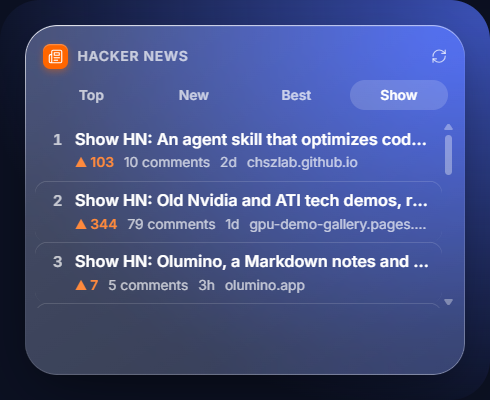 HACKER NEWS
Top New Best Show
1 Show HN: An agent skill that optimizes cod...
▲ 103 10 comments 2d chszlab.github.io
2 Show HN: Old Nvidia and ATI tech demos, r...
▲ 344 79 comments 1d gpu-demo-gallery.pages....
3 Show HN: Olumino, a Markdown notes and ...
▲ 7 5 comments 3h olumino.app